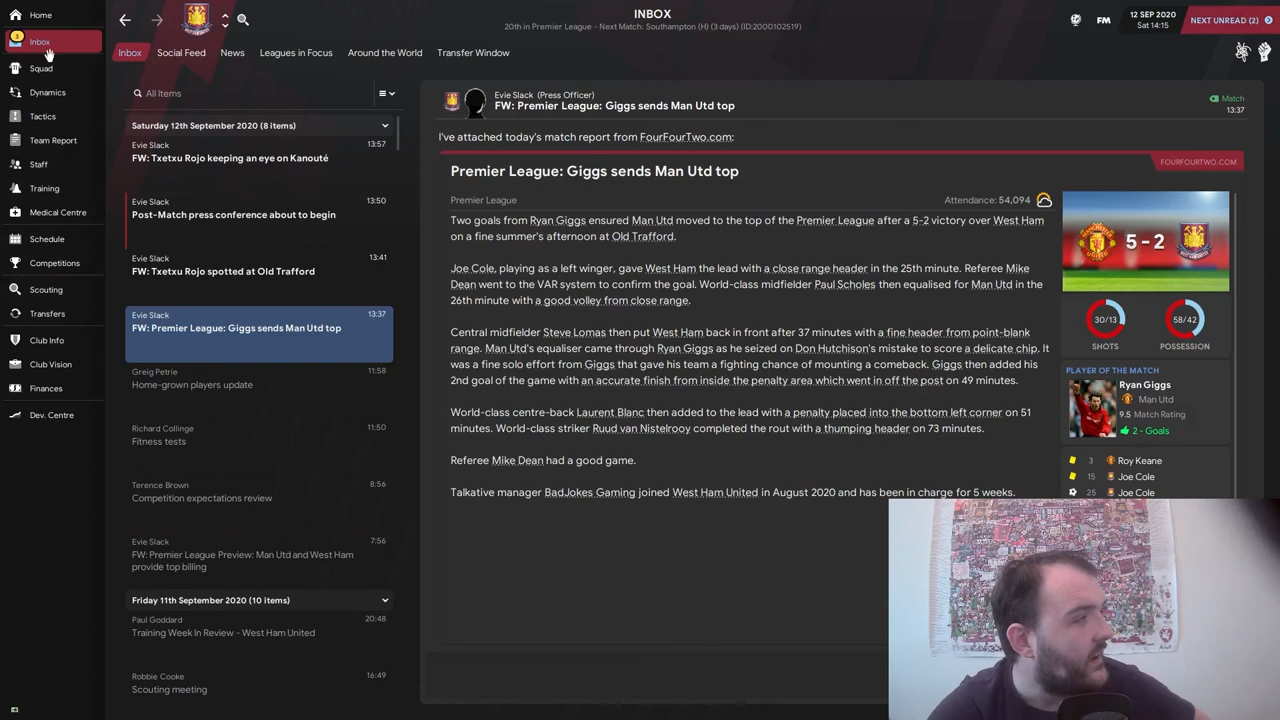 Home
3
Inbox
Squad
Dynamics
Tactics
Team Report
Staff
Training
Medical Centre
Schedule
Competitions
Scouting
Transfers
Club Info
Club Vision
Finances
Dev. Centre
INBOX
20th in Premier League - Next Match: Southampton (H) (3 days) (ID:2000102519)
FM
12 SEP 2020
Sat 14:15
NEXT UNREAD (2)
Inbox Social Feed News Leagues in Focus Around the World Transfer Window
All Items
Saturday 12th September 2020 (8 items)
Evie Slack 13:57
FW: Txetxu Rojo keeping an eye on Kanouté
Evie Slack 13:50
Post-Match press conference about to begin
Evie Slack 13:41
FW: Txetxu Rojo spotted at Old Trafford
Evie Slack 13:37
FW: Premier League: Giggs sends Man Utd top
Greig Petrie 11:58
Home-grown players update
Richard Collinge 11:50
Fitness tests
Terence Brown 8:56
Competition expectations review
Evie Slack 7:56
FW: Premier League Preview: Man Utd and West Ham
provide top billing
Friday 11th September 2020 (10 items)
Paul Goddard 20:48
Training Week In Review - West Ham United
Robbie Cooke 16:49
Scouting meeting
Evie Slack (Press Officer)
FW: Premier League: Giggs sends Man Utd top
Match
13:37
I've attached today's match report from FourFourTwo.com:
FOURFOURTWO.COM
Premier League: Giggs sends Man Utd top
Premier League Attendance: 54,094
Two goals from Ryan Giggs ensured Man Utd moved to the top of the Premier League after a 5-2 victory over West Ham
on a fine summer's afternoon at Old Trafford.
Joe Cole, playing as a left winger, gave West Ham the lead with a close range header in the 25th minute. Referee Mike
Dean went to the VAR system to confirm the goal. World-class midfielder Paul Scholes then equalised for Man Utd in the
26th minute with a good volley from close range.
Central midfielder Steve Lomas then put West Ham back in front after 37 minutes with a fine header from point-blank
range. Man Utd's equaliser came through Ryan Giggs as he seized on Don Hutchison's mistake to score a delicate chip. It
was a fine solo effort from Giggs that gave his team a fighting chance of mounting a comeback. Giggs then added his
2nd goal of the game with an accurate finish from inside the penalty area which went in off the post on 49 minutes.
World-class centre-back Laurent Blanc then added to the lead with a penalty placed into the bottom left corner on 51
minutes. World-class striker Ruud van Nistelrooy completed the rout with a thumping header on 73 minutes.
Referee Mike Dean had a good game.
Talkative manager BadJokes Gaming joined West Ham United in August 2020 and has been in charge for 5 weeks.
5 - 2
30/13
SHOTS
58/42
POSSESSION
PLAYER OF THE MATCH
Ryan Giggs
Man Utd
9.5 Match Rating
2 - Goals
3 Roy Keane
15 Joe Cole
25 Joe Cole